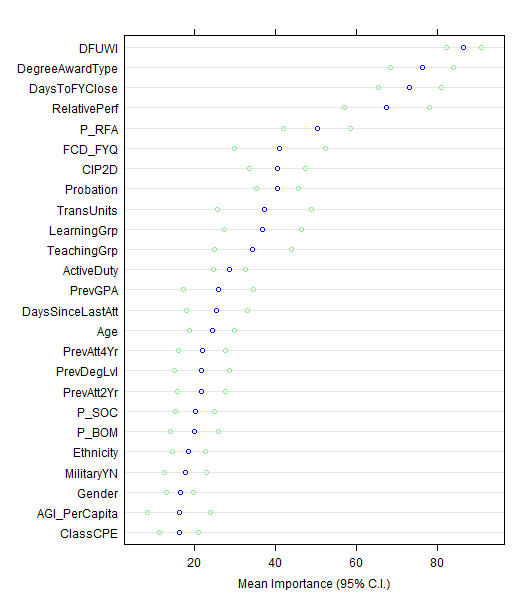 DFUWI
DegreeAwardType
DaysToFYClose
RelativePerf
P_RFA
FCD_FYQ
CIP2D
Probation
TransUnits
LearningGrp
TeachingGrp
ActiveDuty
PrevGPA
DaysSinceLastAtt
Age
PrevAtt4Yr
PrevDegLvl
PrevAtt2Yr
P_SOC
P_BOM
Ethnicity
MilitaryYN
Gender
AGI_PerCapita
ClassCPE
20 40 60 80
Mean Importance (95% C.I.)